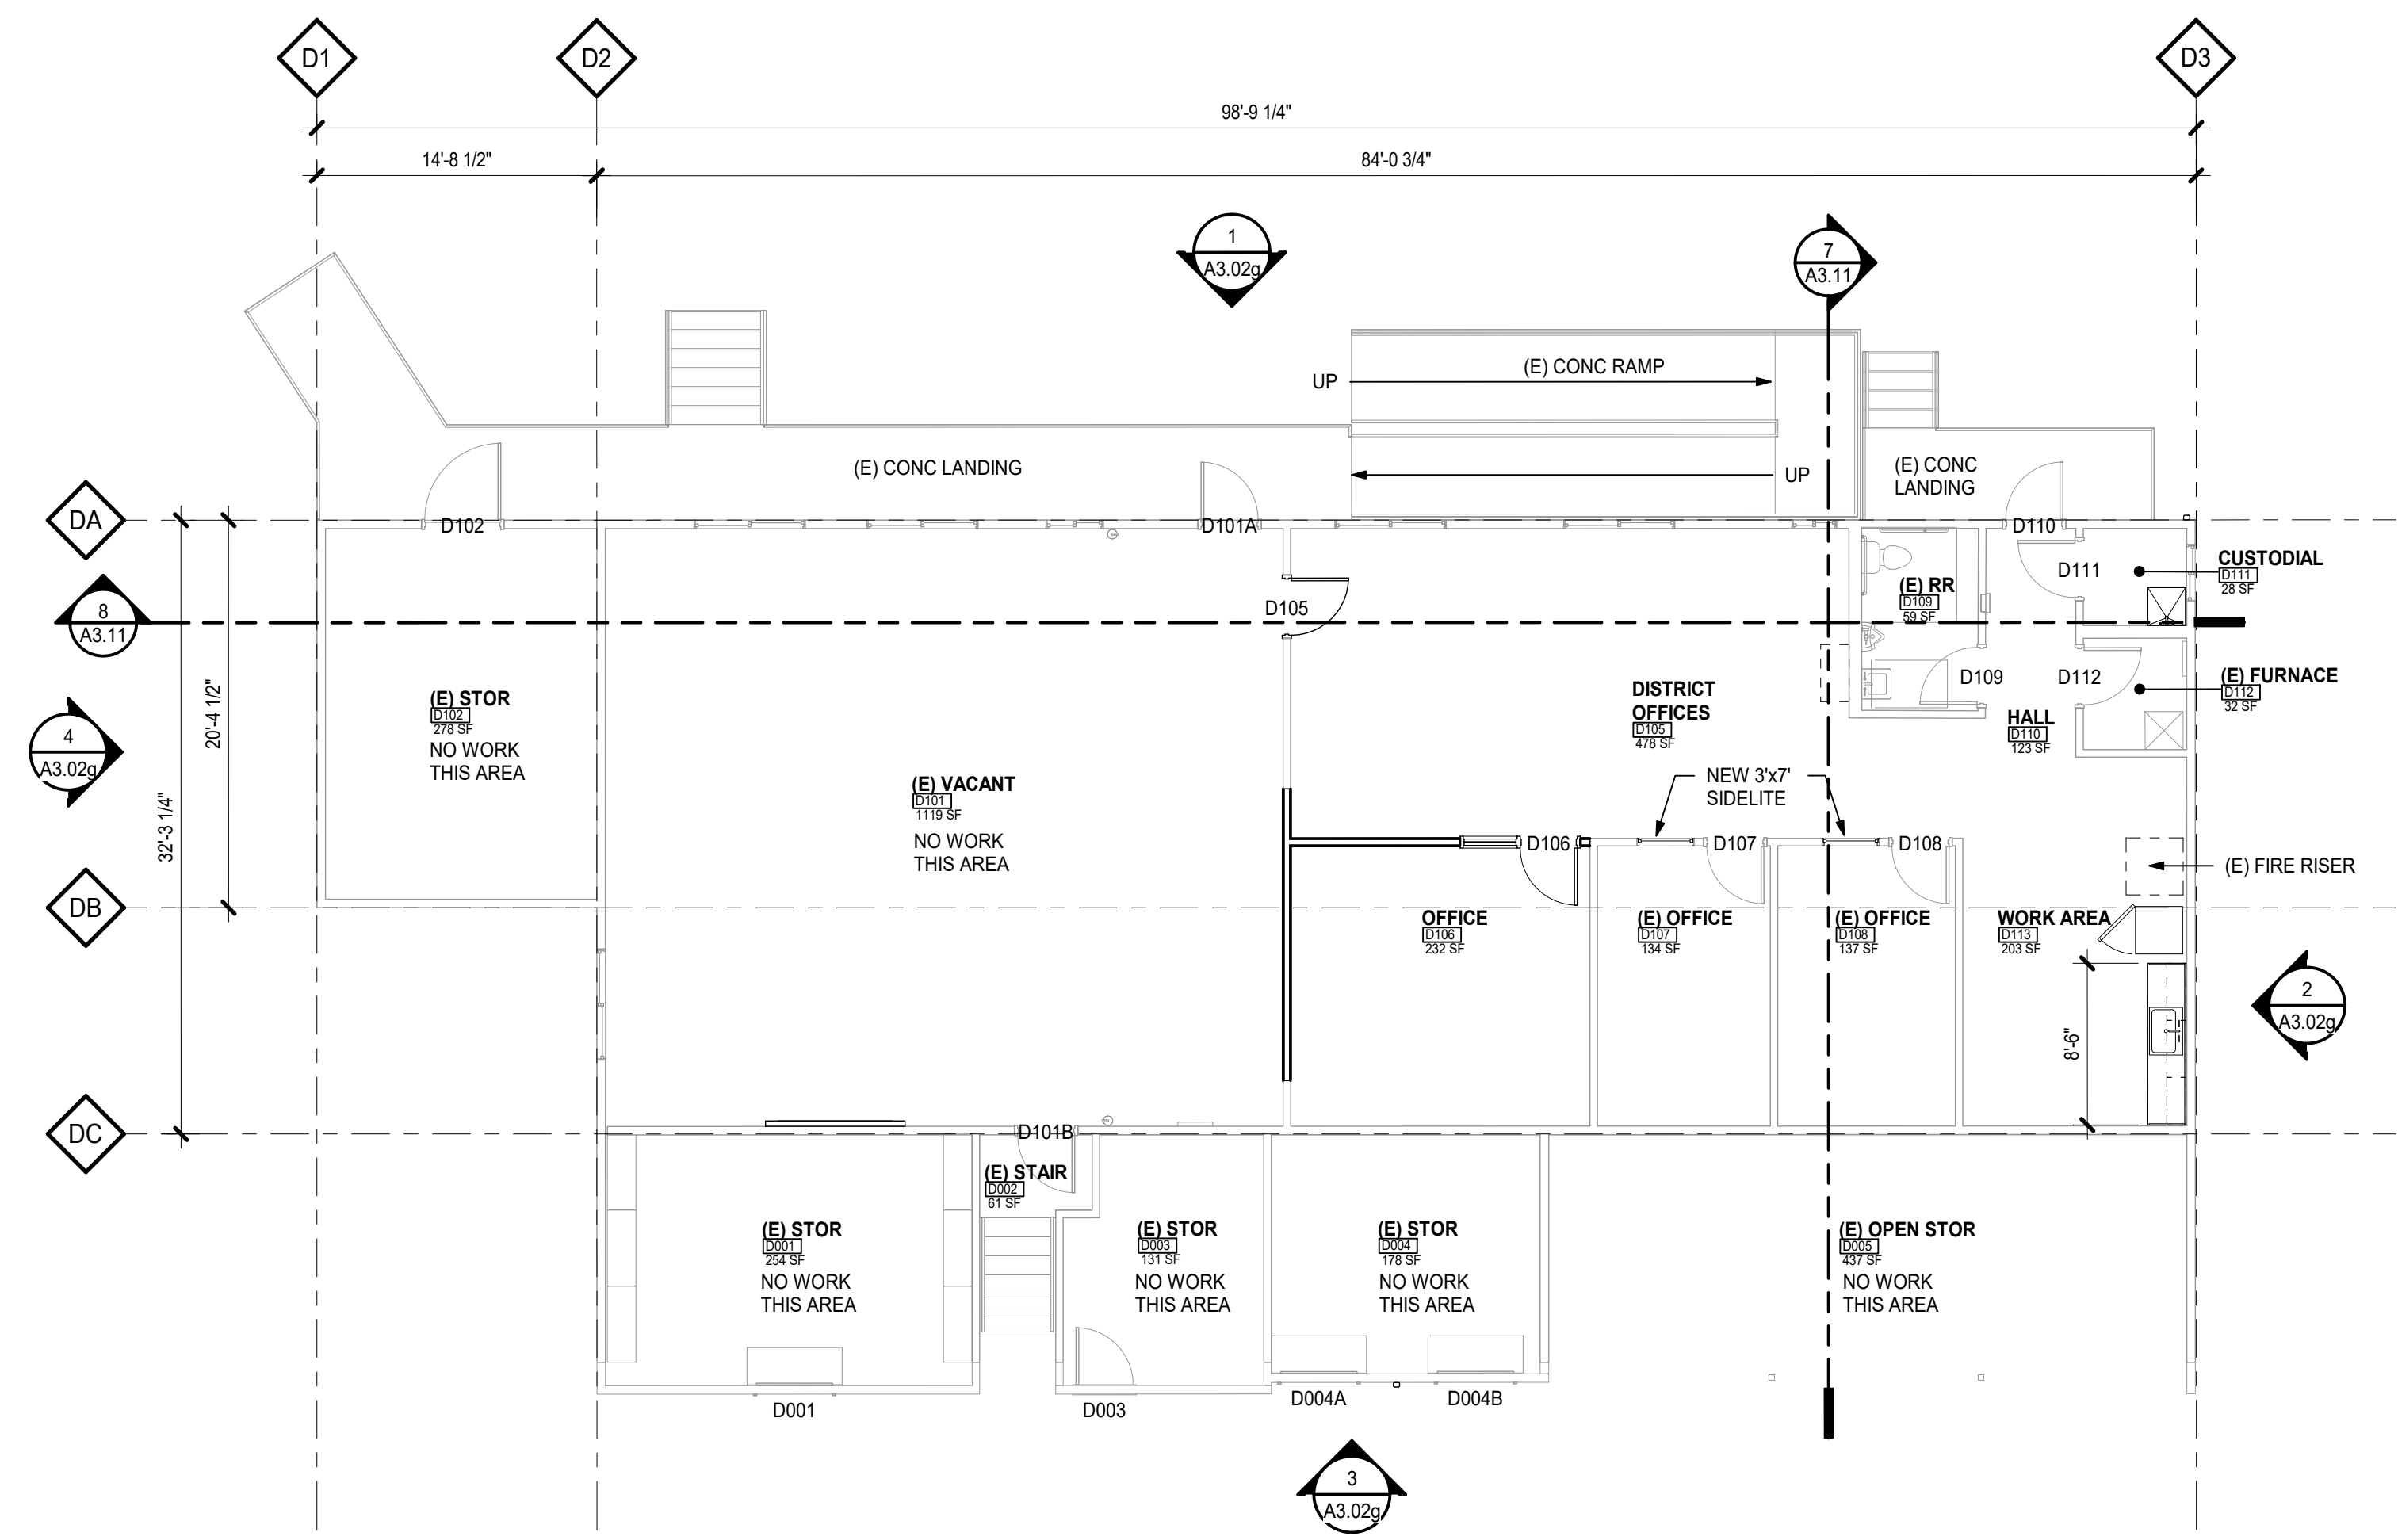 D1
D2
D3
98'-9 1/4"
14'-8 1/2"
84'-0 3/4"
1
A3.02g
7
A3.11
(E) CONC RAMP
UP
UP
(E) CONC LANDING
(E) CONC
LANDING
DA
D102
D101A
D110
CUSTODIAL
D111
28 SF
D111
8
A3.11
D105
(E) RR
D109
59 SF
D109
D112
(E) FURNACE
D112
32 SF
20'-4 1/2"
32'-3 1/4"
4
A3.02g
(E) STOR
D102
278 SF
NO WORK
THIS AREA
DISTRICT
OFFICES
D105
478 SF
HALL
D110
123 SF
(E) VACANT
D101
1119 SF
NO WORK
THIS AREA
NEW 3'x7'
SIDELITE
D106
D107
D108
(E) FIRE RISER
DB
OFFICE
D106
232 SF
(E) OFFICE
D107
134 SF
(E) OFFICE
D108
137 SF
WORK AREA
D113
203 SF
2
A3.02g
8'-6"
DC
D101B
(E) STAIR
D002
61 SF
(E) STOR
D001
254 SF
NO WORK
THIS AREA
(E) STOR
D003
131 SF
NO WORK
THIS AREA
(E) STOR
D004
178 SF
NO WORK
THIS AREA
(E) OPEN STOR
D005
437 SF
NO WORK
THIS AREA
D001
D003
D004A
D004B
3
A3.02g